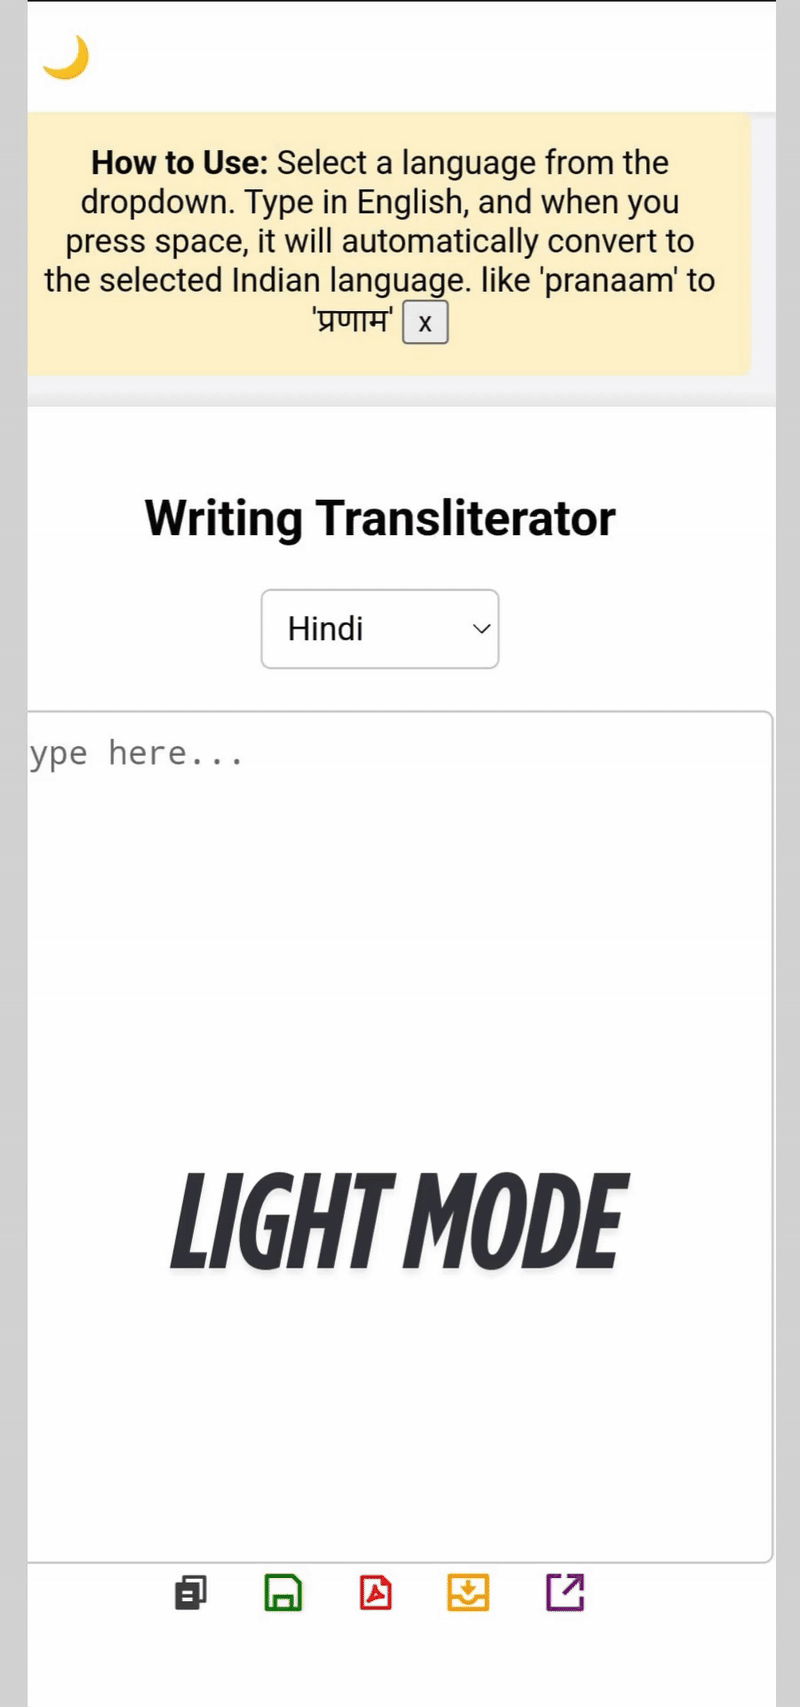 How to Use: Select a language from the
dropdown. Type in English, and when you
press space, it will automatically convert to
the selected Indian language. like 'pranaam' to
'प्रणाम' x
Writing Transliterator
Hindi
ype here...
LIGHT MODE